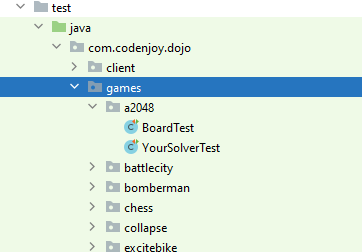 test
java
com.codenjoy.dojo
client
games
a2048
BoardTest
YourSolverTest
battlecity
bomberman
chess
collapse
excitebike